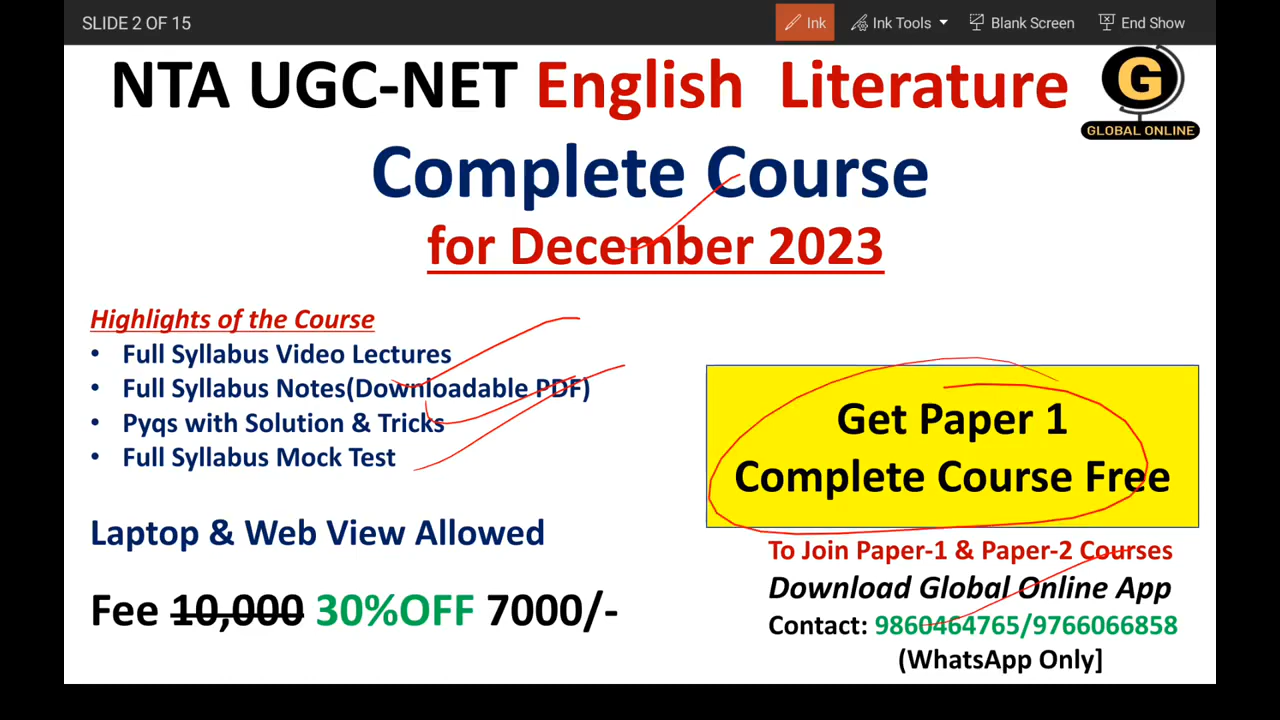 SLIDE 2 OF 15
Ink
Ink Tools
Blank Screen
End Show
NTA UGC-NET English Literature
G
GLOBAL ONLINE
Complete Course
for December 2023
Highlights of the Course
• Full Syllabus Video Lectures
• Full Syllabus Notes(Downloadable PDF)
• Pyqs with Solution & Tricks
• Full Syllabus Mock Test
Laptop & Web View Allowed
Fee 10,000 30%OFF 7000/-
Get Paper 1
Complete Course Free
To Join Paper-1 & Paper-2 Courses
Download Global Online App
Contact: 9860464765/9766066858
(WhatsApp Only]